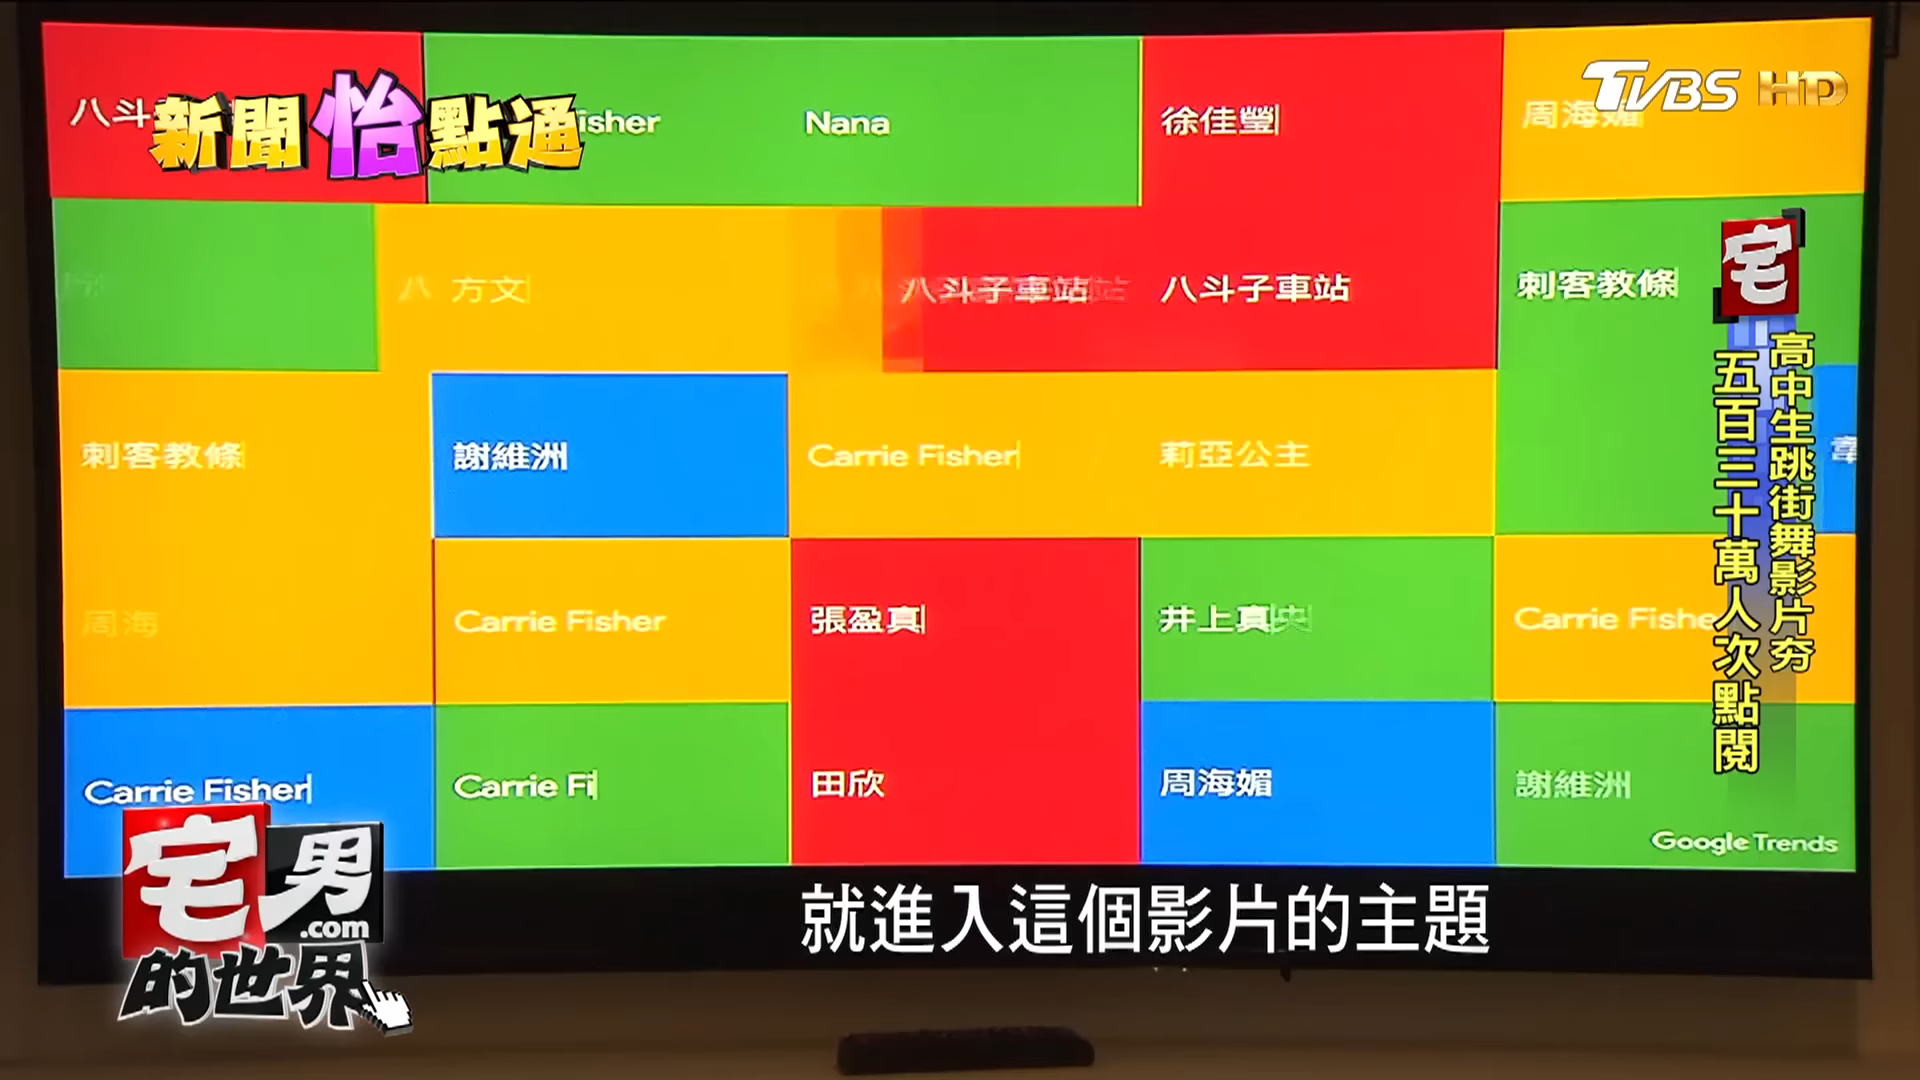 新聞怡點通
TVBS HD
八斗
isher
Nana
徐佳瑩
周海媚
八 方文
八斗子車站
八斗子車站
刺客教條
刺客教條
謝維洲
Carrie Fisher
莉亞公主
周海
Carrie Fisher
張盈真
井上真央
Carrie Fishe
Carrie Fisher
Carrie Fi
田欣
周海媚
謝維洲
Google Trends
宅
高中生跳街舞影片夯
五百三十萬人次點閱
宅男.com
的世界
就進入這個影片的主題